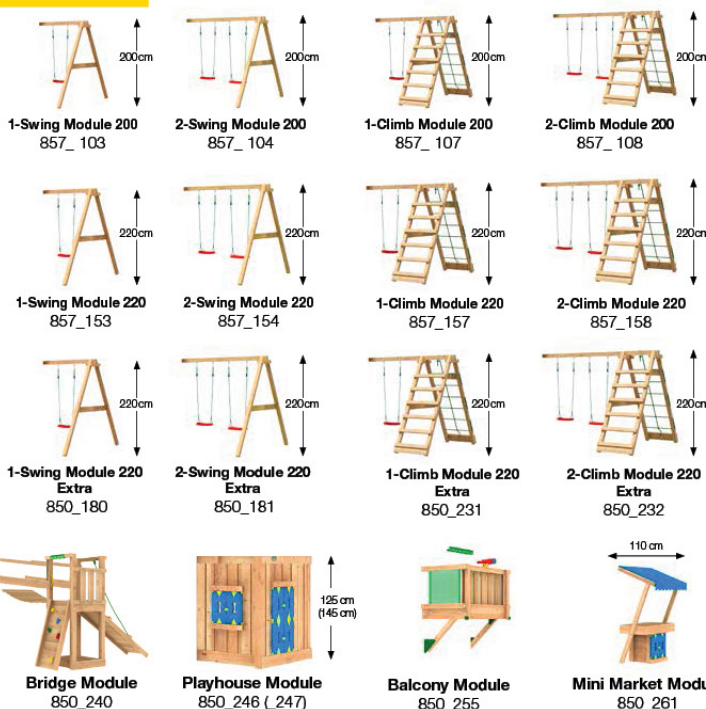 200cm
200cm
200cm
200cm
1-Swing Module 200
857_ 103
2-Swing Module 200
857_ 104
1-Climb Module 200
857_ 107
2-Climb Module 200
857_ 108
220cm
220cm
220cm
220cm
1-Swing Module 220
857_153
2-Swing Module 220
857_154
1-Climb Module 220
857_157
2-Climb Module 220
857_158
220cm
220cm
220cm
220cm
1-Swing Module 220
Extra
850_180
2-Swing Module 220
Extra
850_181
1-Climb Module 220
Extra
850_231
2-Climb Module 220
Extra
850_232
125 cm
(145 cm)
110 cm
Bridge Module
850_240
Playhouse Module
850_246 (_247)
Balcony Module
850_255
Mini Market Modu
850_261